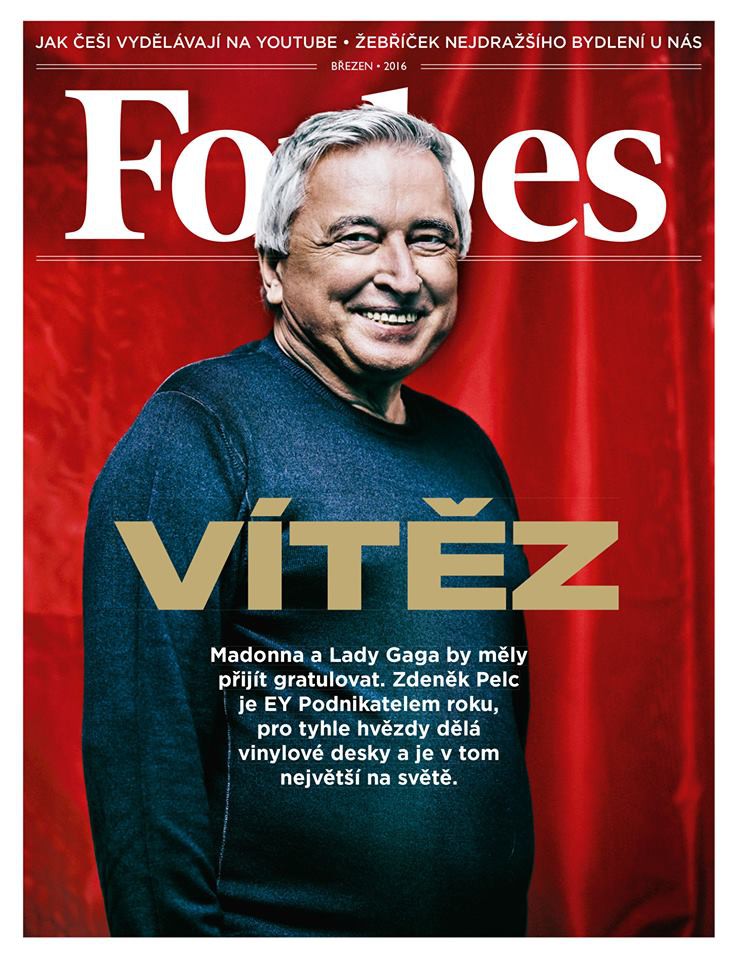 JAK ČEŠI VYDĚLÁVAJÍ NA YOUTUBE • ŽEBŘÍČEK NEJDRAŽŠÍHO BYDLENÍ U NÁS
BŘEZEN • 2016
Forbes
VÍTĚZ
Madonna a Lady Gaga by měly
přijít gratulovat. Zdeněk Pelc
je EY Podnikatelem roku,
pro tyhle hvězdy dělá
vinylové desky a je v tom
největší na světě.